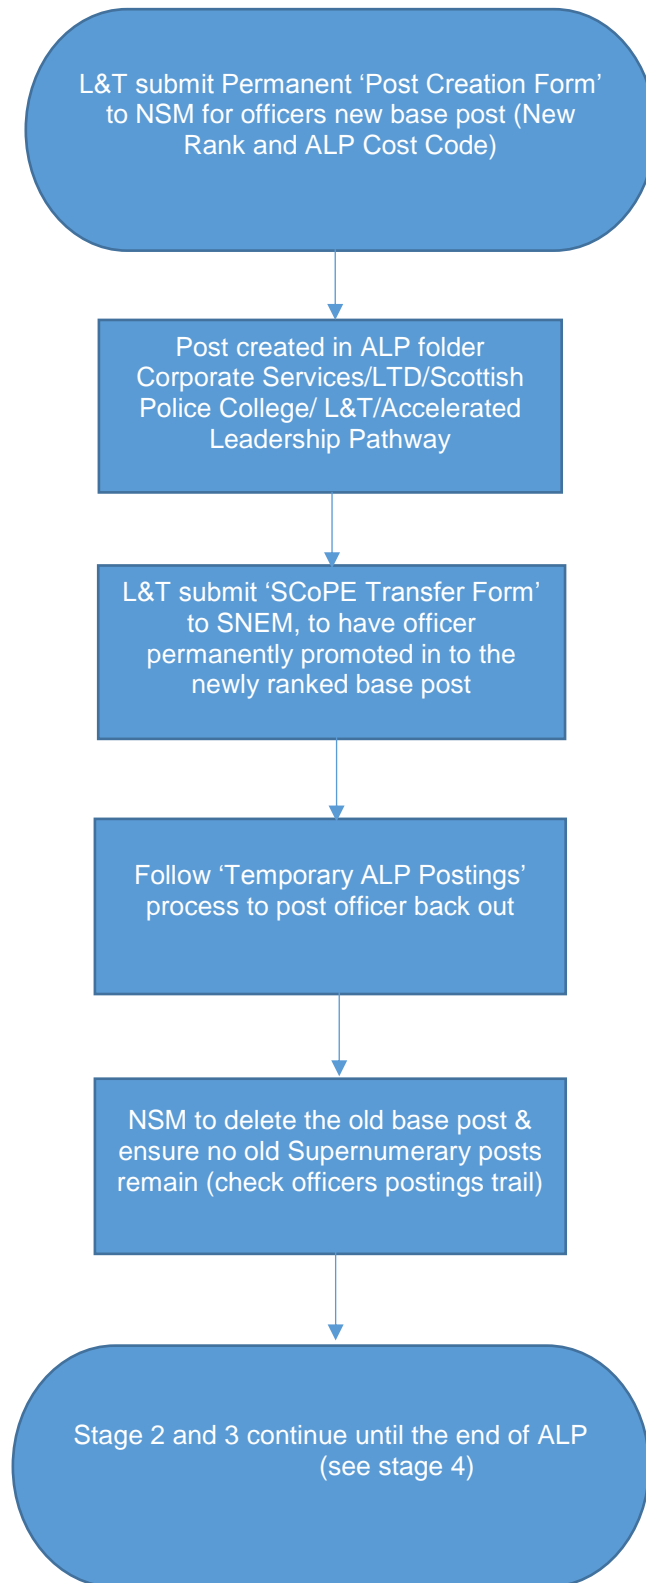 L&T submit Permanent ‘Post Creation Form’
to NSM for officers new base post (New
Rank and ALP Cost Code)
Post created in ALP folder
Corporate Services/LTD/Scottish
Police College/ L&T/Accelerated
Leadership Pathway
L&T submit ‘SCoPE Transfer Form’
to SNEM, to have officer
permanently promoted in to the
newly ranked base post
Follow ‘Temporary ALP Postings’
process to post officer back out
NSM to delete the old base post &
ensure no old Supernumerary posts
remain (check officers postings trail)
Stage 2 and 3 continue until the end of ALP
(see stage 4)